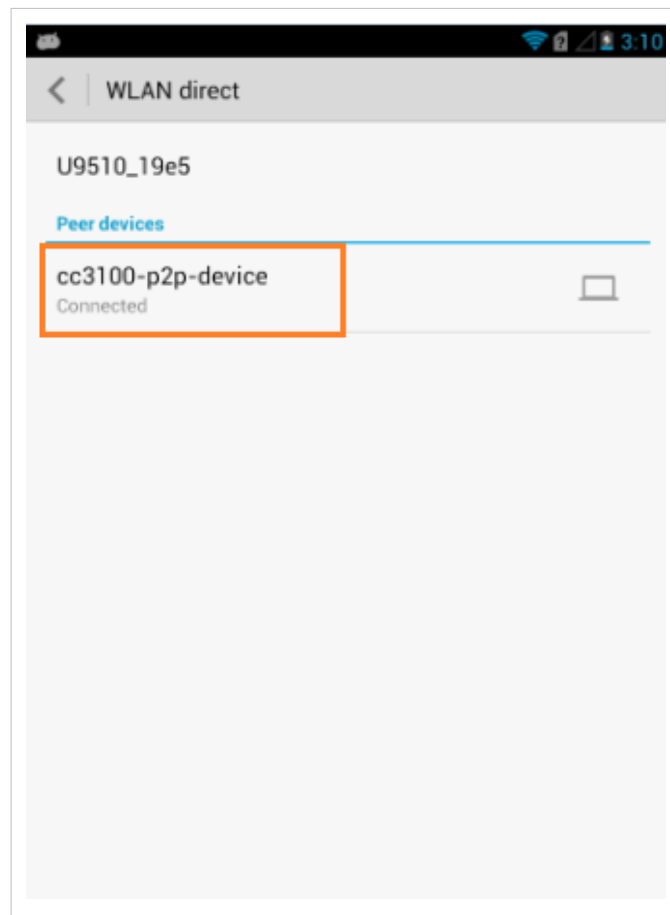 3:10
WLAN direct
U9510_19e5
Peer devices
cc3100-p2p-device
Connected